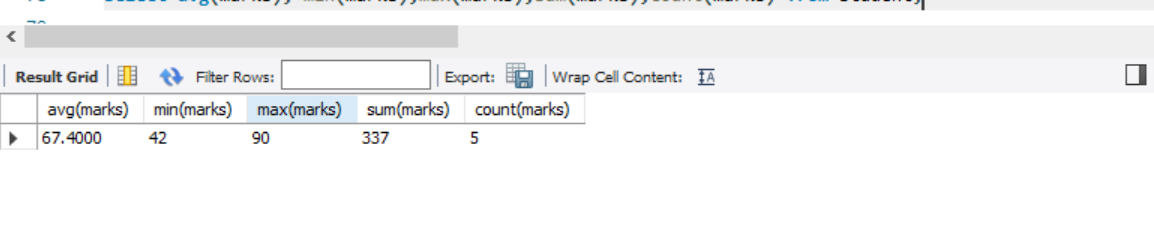 Result Grid Filter Rows: Export: Wrap Cell Content:
avg(marks) min(marks) max(marks) sum(marks) count(marks)
67.4000 42 90 337 5